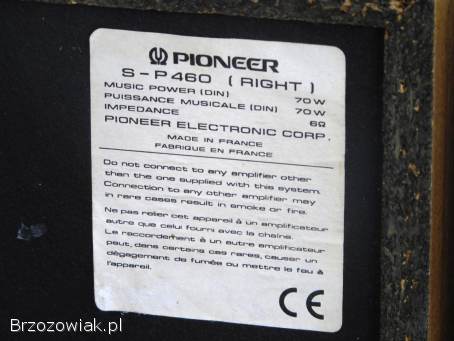 PIONEER
S-P460 (RIGHT)
MUSIC POWER (DIN) 70W
PUISSANCE MUSICALE (DIN) 70W
IMPEDANCE 6Ω
PIONEER ELECTRONIC CORP.
MADE IN FRANCE
FABRIQUE EN FRANCE
Do not connect to any amplifier other
than the one supplied with this system.
Connection to any other amplifier may
in rare cases result in smoke or fire.
Ne pas relier cet appareil à un amplificateur
autre que celui fourni avec la chaîne.
Le raccordement à un autre amplificateur
peut, dans certains cas rares, causer un
dégagement de fumée ou mettre le feu à
l'appareil.
CE
Brzozowiak.pl